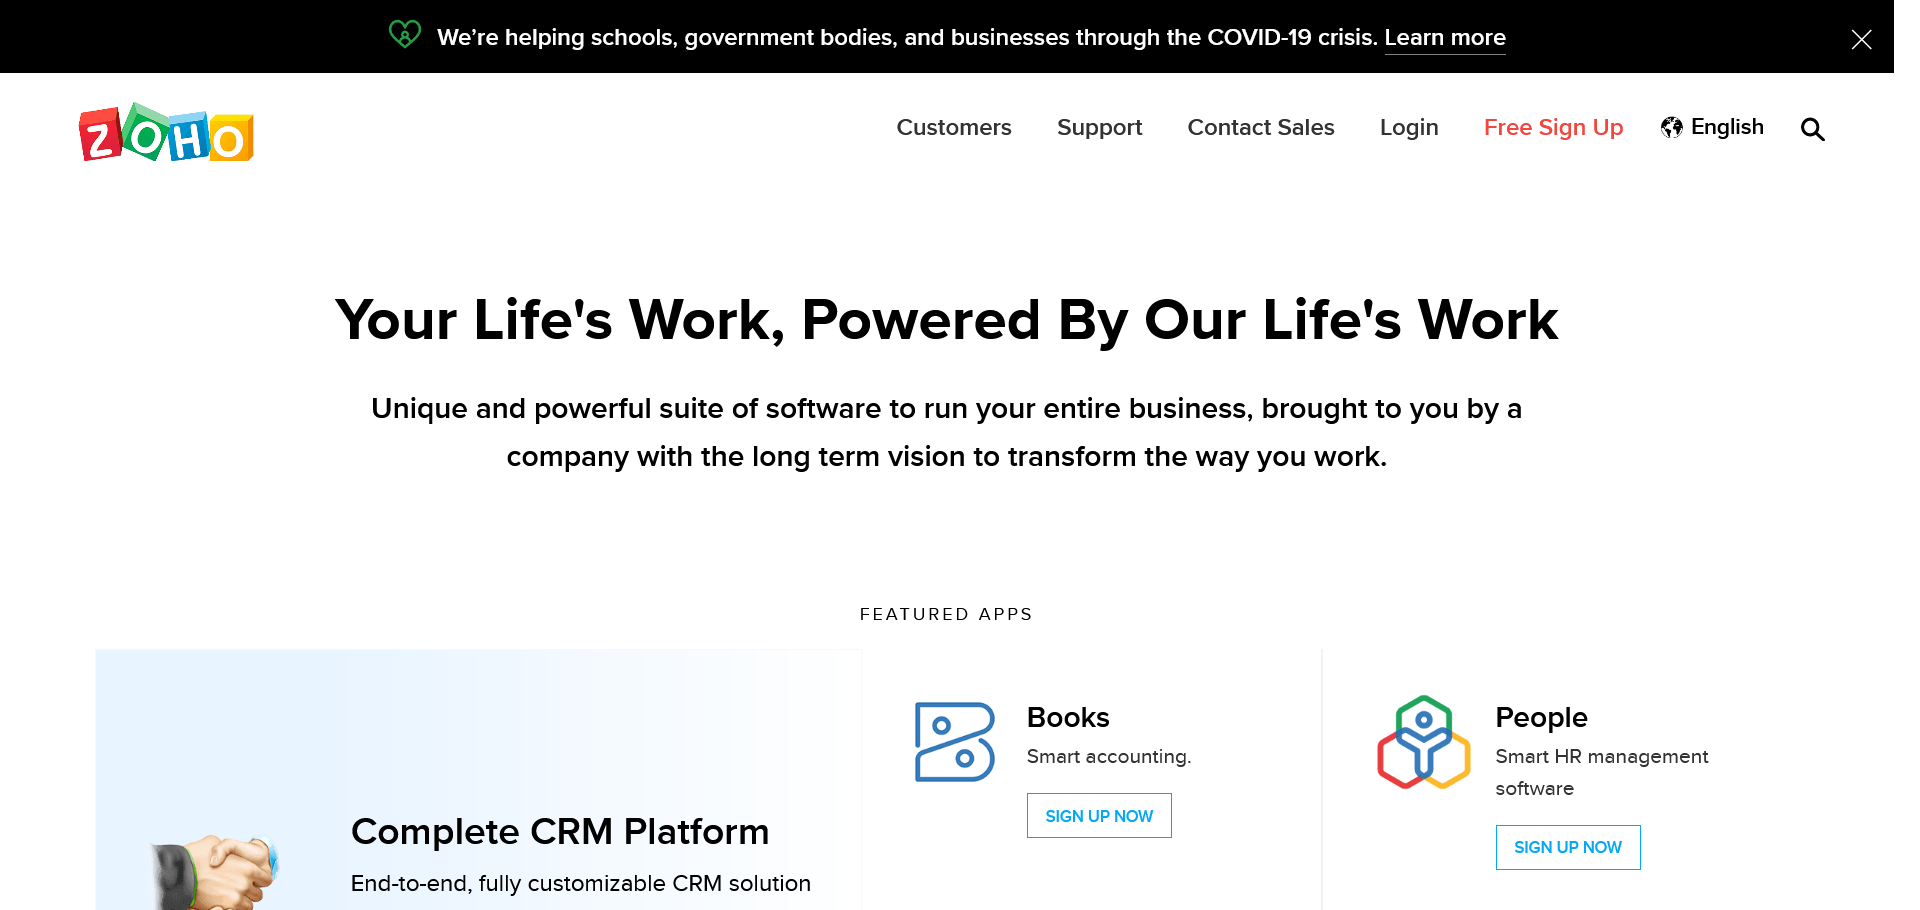 We’re helping schools, government bodies, and businesses through the COVID-19 crisis. Learn more
ZOHO
Customers
Support
Contact Sales
Login
Free Sign Up
English
Your Life's Work, Powered By Our Life's Work
Unique and powerful suite of software to run your entire business, brought to you by a
company with the long term vision to transform the way you work.
FEATURED APPS
Complete CRM Platform
End-to-end, fully customizable CRM solution
Books
Smart accounting.
SIGN UP NOW
People
Smart HR management
software
SIGN UP NOW